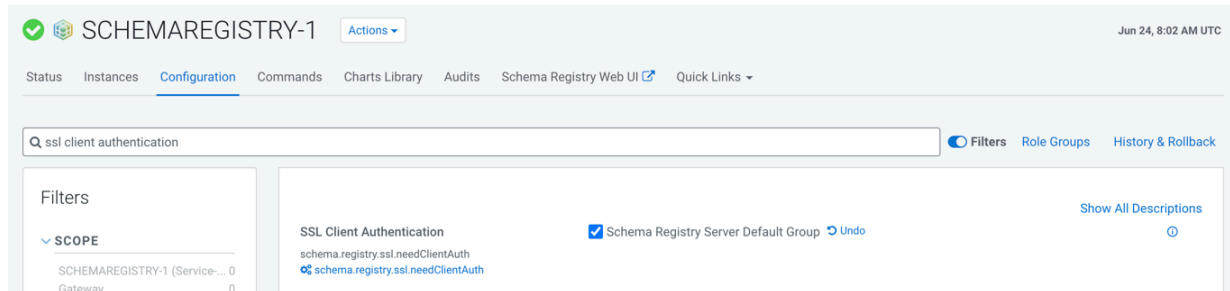 SCHEMAREGISTRY-1 Actions Jun 24, 8:02 AM UTC
Status Instances Configuration Commands Charts Library Audits Schema Registry Web UI Quick Links
ssl client authentication Filters Role Groups History & Rollback
Filters
Show All Descriptions
SSL Client Authentication Schema Registry Server Default Group Undo
SCOPE
schema.registry.ssl.needClientAuth
SCHEMAREGISTRY-1 (Service-... 0
schema.registry.ssl.needClientAuth
Gateway 0